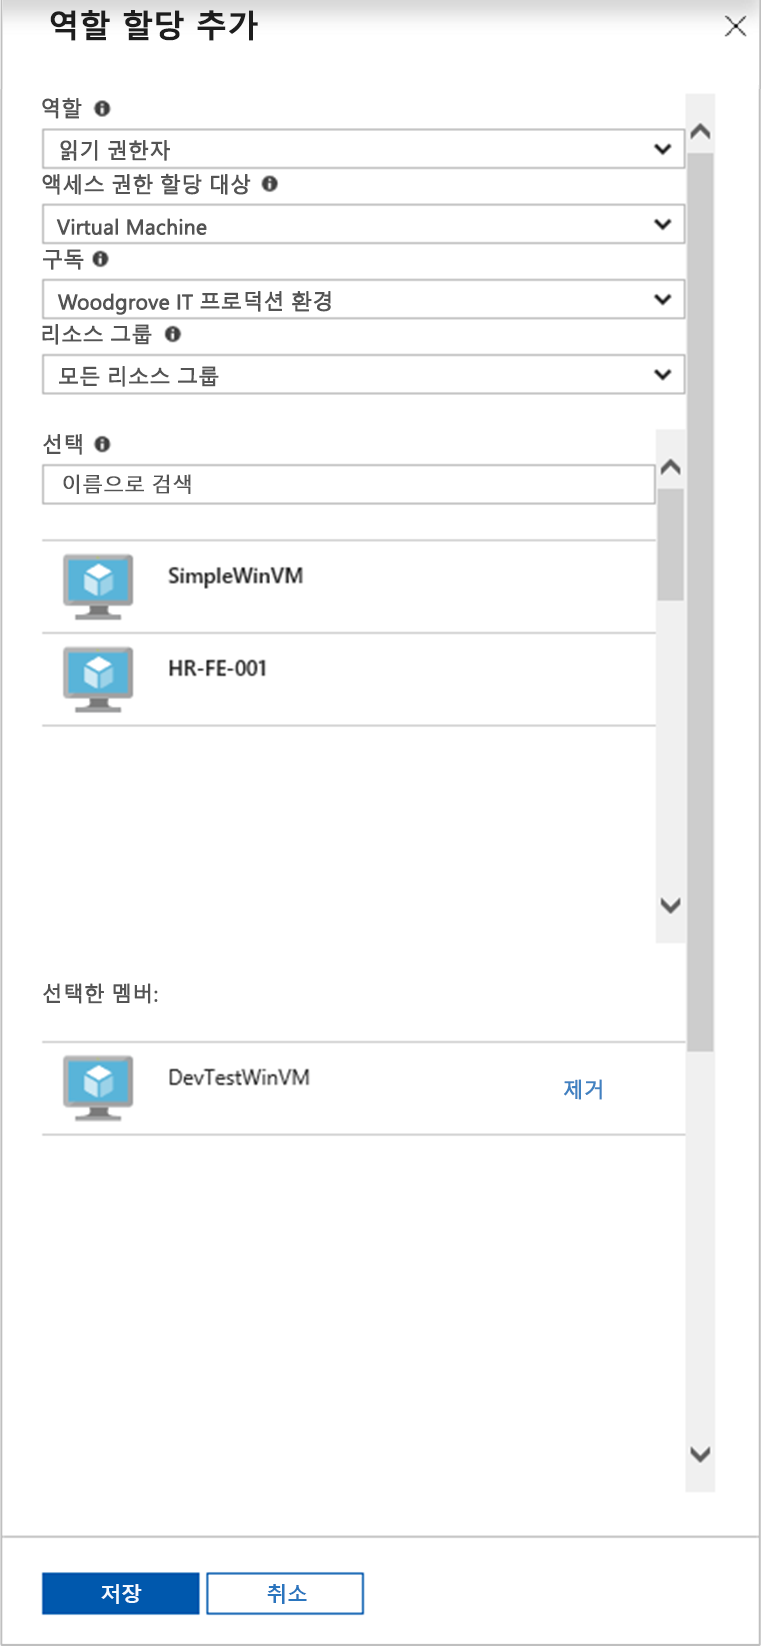 역할 할당 추가
역할
읽기 권한자
액세스 권한 할당 대상
Virtual Machine
구독
Woodgrove IT 프로덕션 환경
리소스 그룹
모든 리소스 그룹
선택
이름으로 검색
SimpleWinVM
HR-FE-001
선택한 멤버:
DevTestWinVM
제거
저장 취소